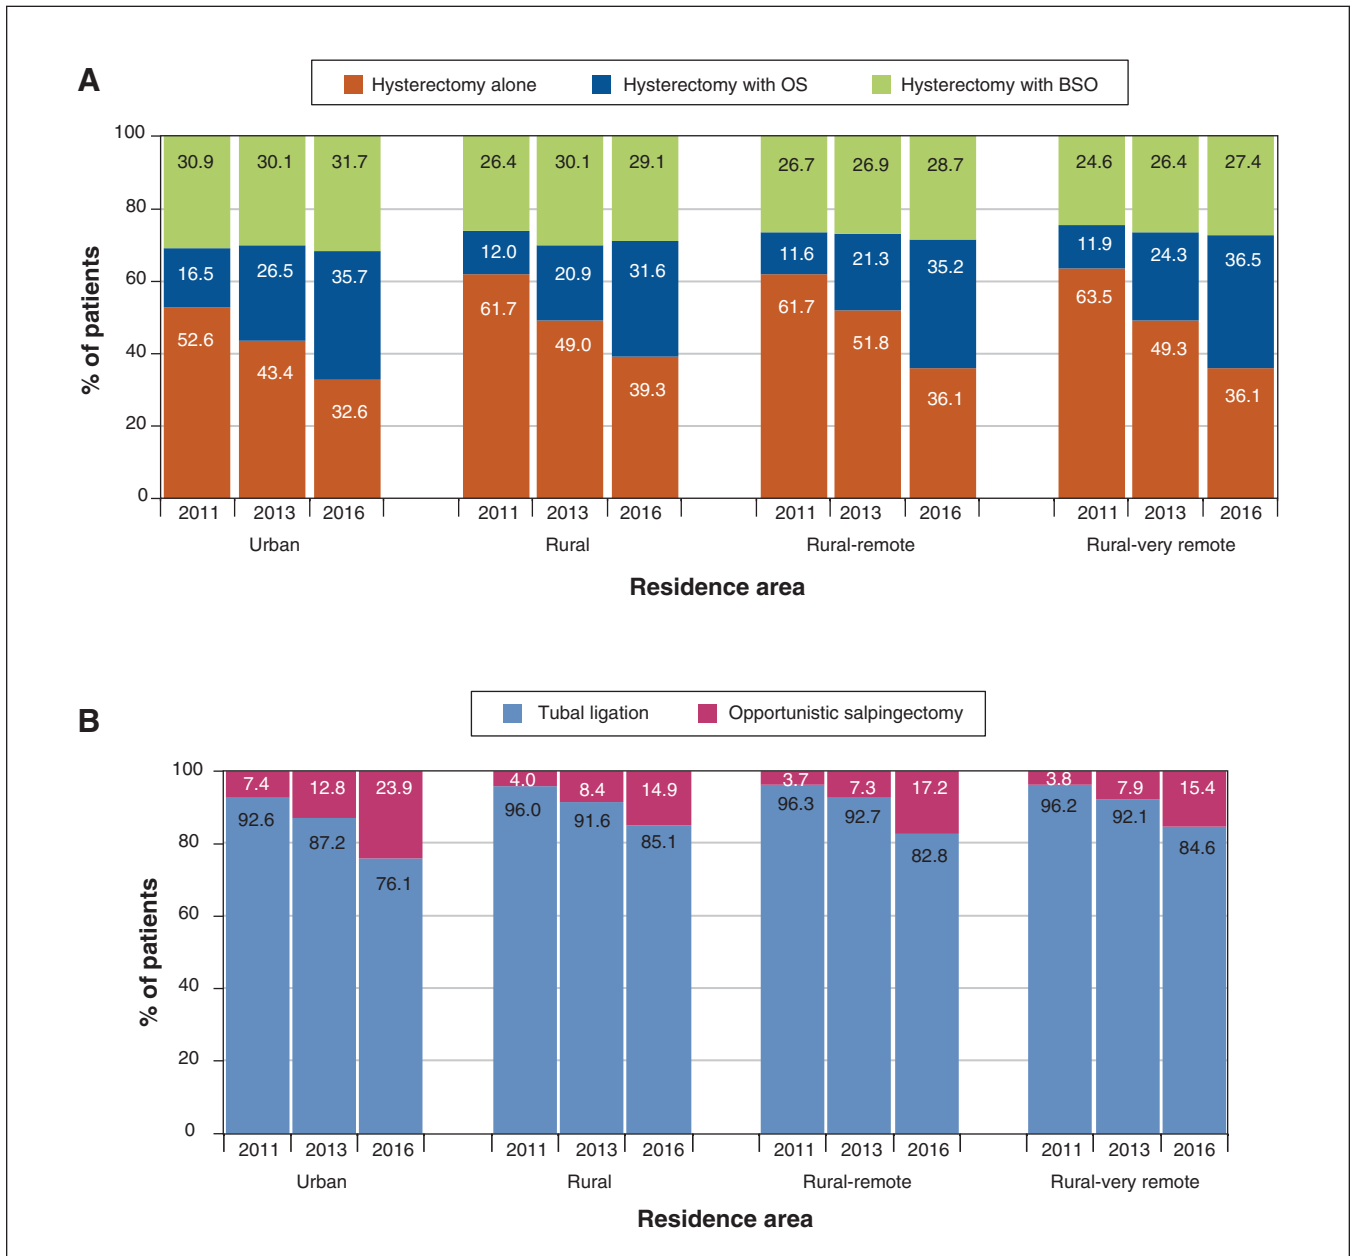 A
Hysterectomy alone Hysterectomy with OS Hysterectomy with BSO
% of patients
100
80
60
40
20
0
30.9 30.1 31.7 26.4 30.1 29.1 26.7 26.9 28.7 24.6 26.4 27.4
16.5 26.5 35.7 12.0 20.9 31.6 11.6 21.3 35.2 11.9 24.3 36.5
52.6 43.4 32.6 61.7 49.0 39.3 61.7 51.8 36.1 63.5 49.3 36.1
2011 2013 2016 2011 2013 2016 2011 2013 2016 2011 2013 2016
Urban Rural Rural-remote Rural-very remote
Residence area
B
Tubal ligation Opportunistic salpingectomy
% of patients
100
80
60
40
20
0
7.4 12.8 23.9 4.0 8.4 14.9 3.7 7.3 17.2 3.8 7.9 15.4
92.6 87.2 76.1 96.0 91.6 85.1 96.3 92.7 82.8 96.2 92.1 84.6
2011 2013 2016 2011 2013 2016 2011 2013 2016 2011 2013 2016
Urban Rural Rural-remote Rural-very remote
Residence area